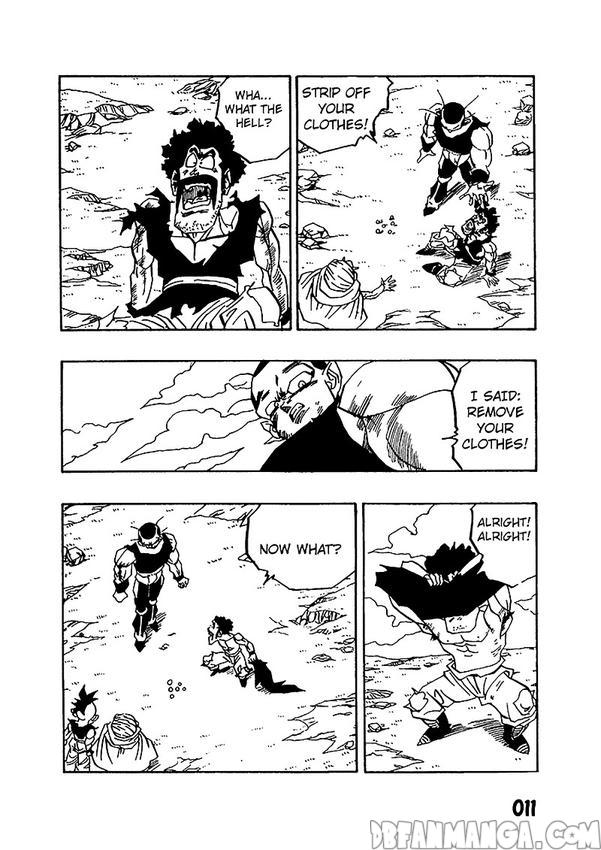 STRIP OFF
YOUR
CLOTHES!
WHA...
WHAT THE
HELL?
I SAID:
REMOVE
YOUR
CLOTHES!
ALRIGHT!
ALRIGHT!
NOW WHAT?
011
DBFANMANGA.COM